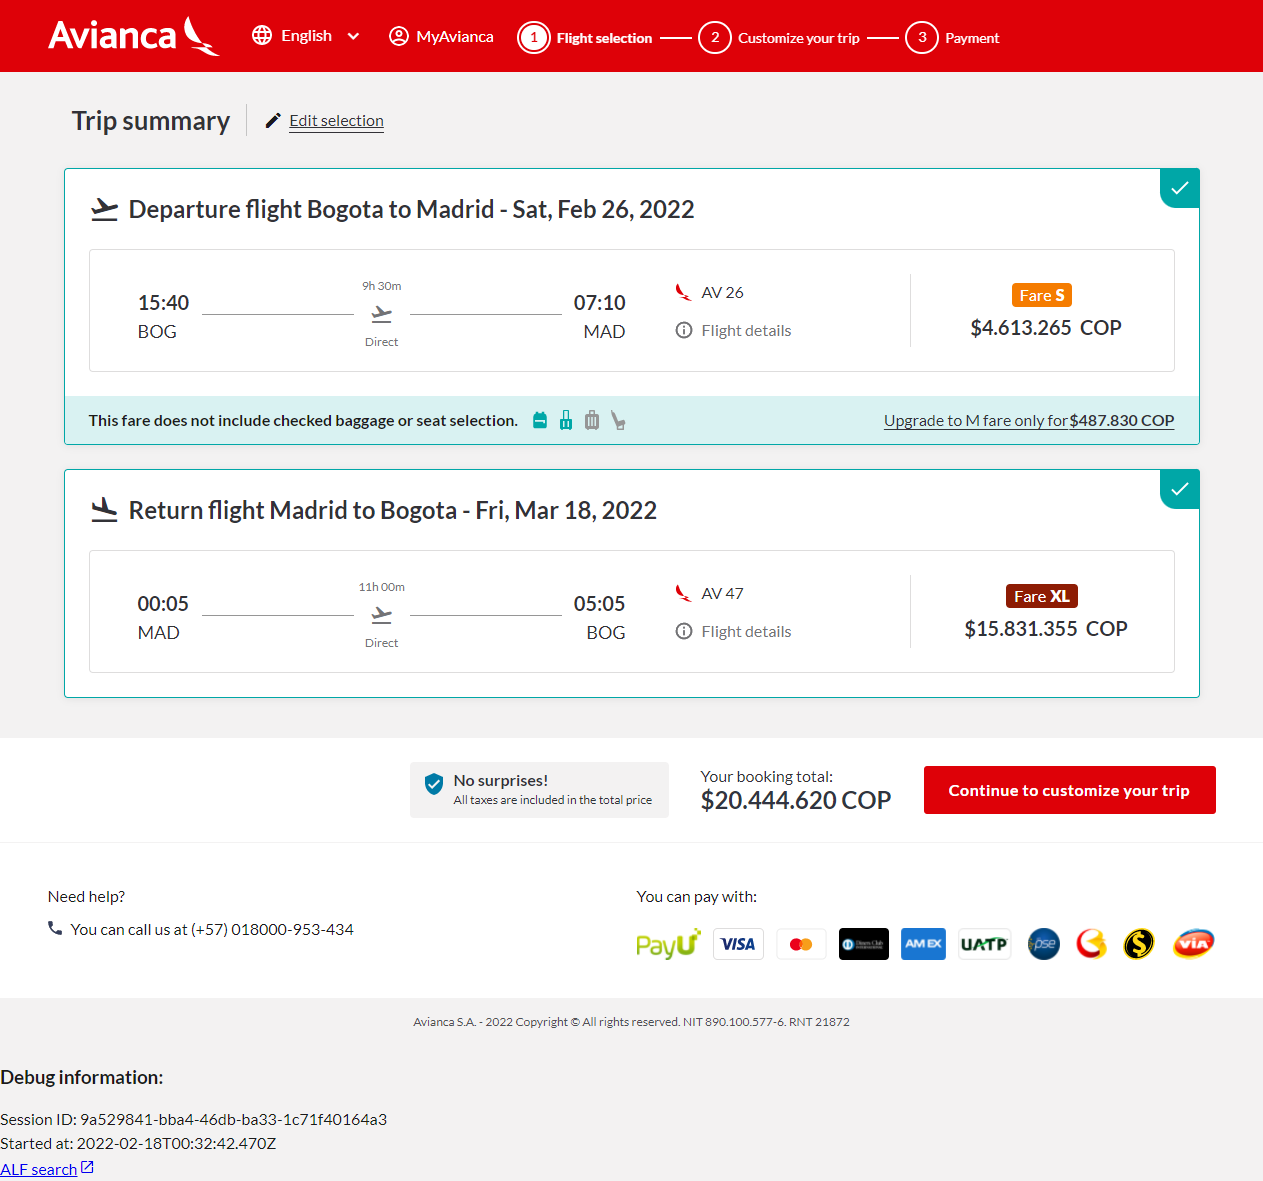 Avianca English MyAvianca 1 Flight selection 2 Customize your trip 3 Payment
Trip summary Edit selection
Departure flight Bogota to Madrid - Sat, Feb 26, 2022
15:40 9h 30m 07:10 AV 26 Fare S
BOG Direct MAD Flight details $4.613.265 COP
This fare does not include checked baggage or seat selection. Upgrade to M fare only for $487.830 COP
Return flight Madrid to Bogota - Fri, Mar 18, 2022
00:05 11h 00m 05:05 AV 47 Fare XL
MAD Direct BOG Flight details $15.831.355 COP
No surprises!
All taxes are included in the total price
Your booking total:
$20.444.620 COP
Continue to customize your trip
Need help?
You can call us at (+57) 018000-953-434
You can pay with:
PayU VISA Diners Club AMEX UATP pse $ VIA
Avianca S.A. - 2022 Copyright © All rights reserved. NIT 890.100.577-6. RNT 21872
Debug information:
Session ID: 9a529841-bba4-46db-ba33-1c71f40164a3
Started at: 2022-02-18T00:32:42.470Z
ALF search